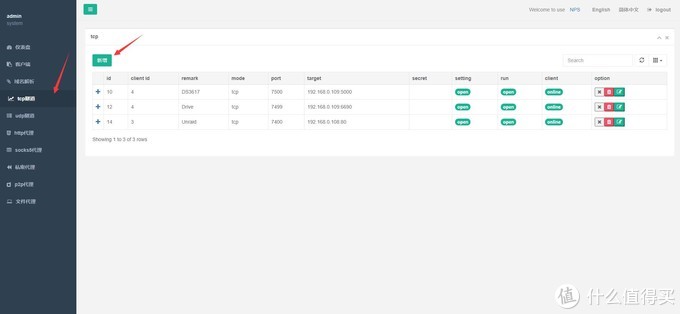 admin
system
Welcome to use NPS English 简体中文 logout
仪表盘
客户端
域名解析
tcp隧道
udp隧道
http代理
socks5代理
私密代理
p2p代理
文件代理
tcp
新增
Search
id client id remark mode port target secret setting run client option
10 4 DS3617 tcp 7500 192.168.0.109:5000 open open online
12 4 Drive tcp 7499 192.168.0.109:6690 open open online
14 3 Unraid tcp 7400 192.168.0.108:80 open open online
Showing 1 to 3 of 3 rows
值 什么值得买